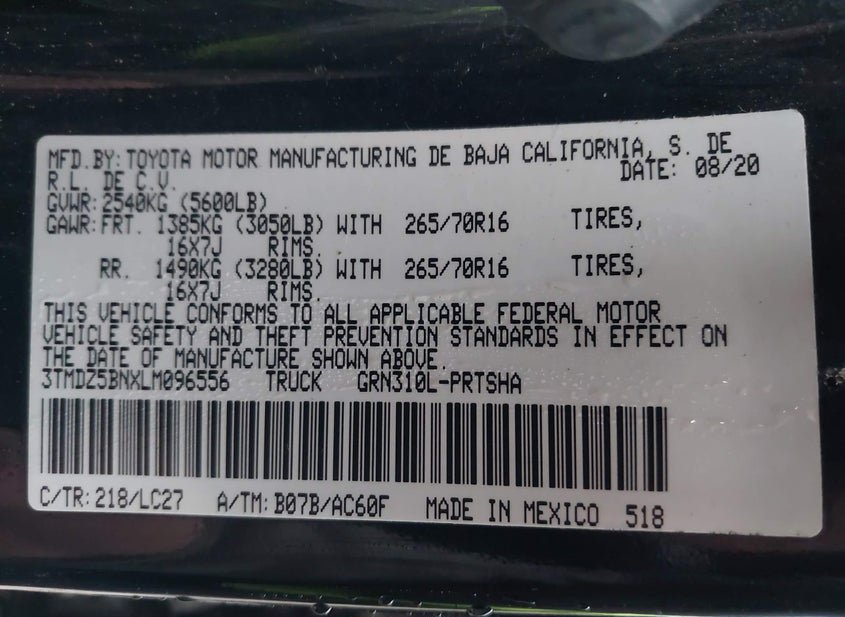 MFD. BY: TOYOTA MOTOR MANUFACTURING DE BAJA CALIFORNIA, S. DE
R.L. DE C.V. DATE: 08/20
GVWR: 2540KG (5600LB)
GAWR: FRT. 1385KG (3050LB) WITH 265/70R16 TIRES,
16X7J RIMS.
RR. 1490KG (3280LB) WITH 265/70R16 TIRES,
16X7J RIMS.
THIS VEHICLE CONFORMS TO ALL APPLICABLE FEDERAL MOTOR
VEHICLE SAFETY AND THEFT PREVENTION STANDARDS IN EFFECT ON
THE DATE OF MANUFACTURE SHOWN ABOVE.
3TMDZ5BNXLM096556 TRUCK GRN310L-PRTSHA
C/TR: 218/LC27 A/TM: B07B/AC60F MADE IN MEXICO 518